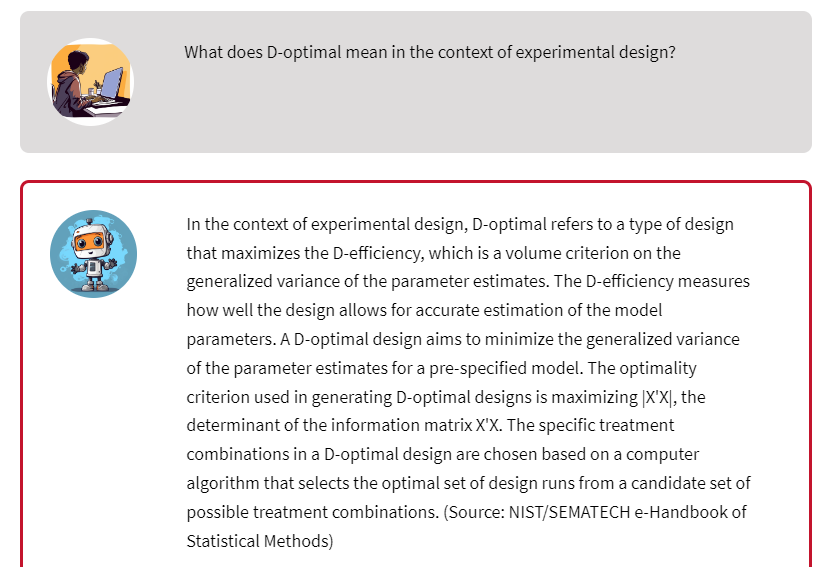 What does D-optimal mean in the context of experimental design?
In the context of experimental design, D-optimal refers to a type of design
that maximizes the D-efficiency, which is a volume criterion on the
generalized variance of the parameter estimates. The D-efficiency measures
how well the design allows for accurate estimation of the model
parameters. A D-optimal design aims to minimize the generalized variance
of the parameter estimates for a pre-specified model. The optimality
criterion used in generating D-optimal designs is maximizing |X'X|, the
determinant of the information matrix X'X. The specific treatment
combinations in a D-optimal design are chosen based on a computer
algorithm that selects the optimal set of design runs from a candidate set of
possible treatment combinations. (Source: NIST/SEMATECH e-Handbook of
Statistical Methods)